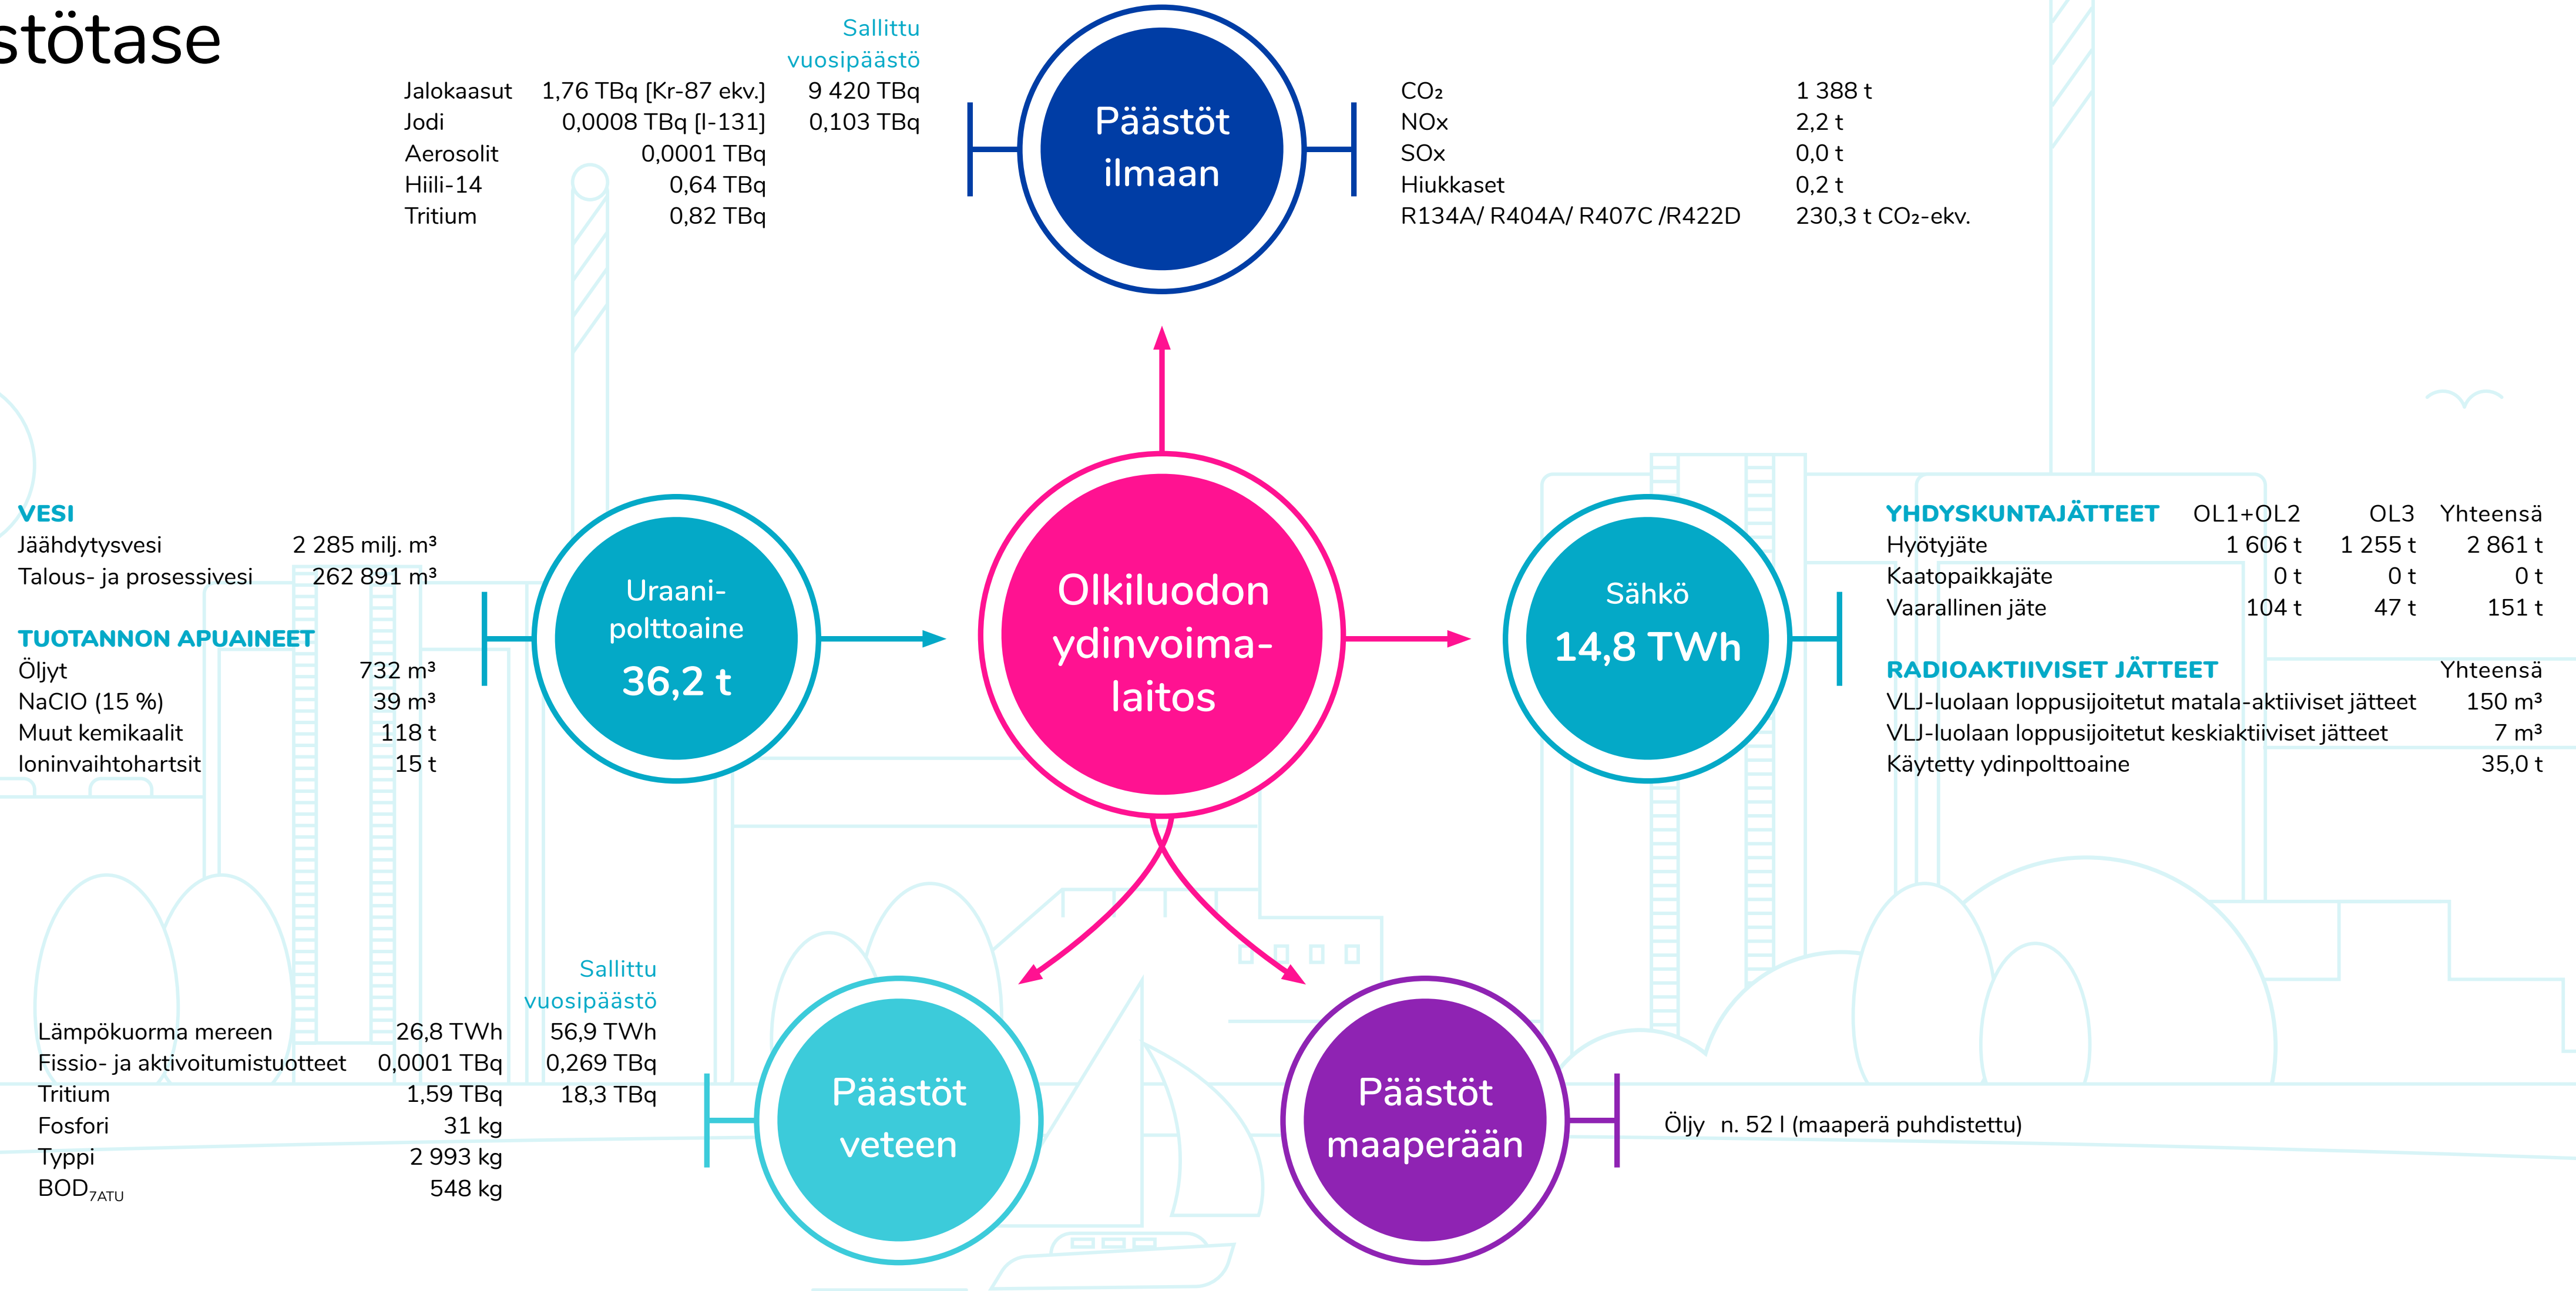 stötase
Sallittu
vuosipäästö
Jalokaasut 1,76 TBq [Kr-87 ekv.] 9 420 TBq
Jodi 0,0008 TBq [I-131] 0,103 TBq
Aerosolit 0,0001 TBq
Hiili-14 0,64 TBq
Tritium 0,82 TBq
Päästöt
ilmaan
CO₂ 1 388 t
NOx 2,2 t
SOx 0,0 t
Hiukkaset 0,2 t
R134A/ R404A/ R407C /R422D 230,3 t CO₂-ekv.
VESI
Jäähdytysvesi 2 285 milj. m³
Talous- ja prosessivesi 262 891 m³
TUOTANNON APUAINEET
Öljyt 732 m³
NaClO (15 %) 39 m³
Muut kemikaalit 118 t
Ioninvaihtohartsit 15 t
Uraani-
polttoaine
36,2 t
Olkiluodon
ydinvoima-
laitos
Sähkö
14,8 TWh
YHDYSKUNTAJÄTTEET OL1+OL2 OL3 Yhteensä
Hyötyjäte 1 606 t 1 255 t 2 861 t
Kaatopaikkajäte 0 t 0 t 0 t
Vaarallinen jäte 104 t 47 t 151 t
RADIOAKTIIVISET JÄTTEET Yhteensä
VLJ-luolaan loppusijoitetut matala-aktiiviset jätteet 150 m³
VLJ-luolaan loppusijoitetut keskiaktiiviset jätteet 7 m³
Käytetty ydinpolttoaine 35,0 t
Sallittu
vuosipäästö
Lämpökuorma mereen 26,8 TWh 56,9 TWh
Fissio- ja aktivoitumistuotteet 0,0001 TBq 0,269 TBq
Tritium 1,59 TBq 18,3 TBq
Fosfori 31 kg
Typpi 2 993 kg
BOD7ATU 548 kg
Päästöt
veteen
Päästöt
maaperään
Öljy n. 52 l (maaperä puhdistettu)